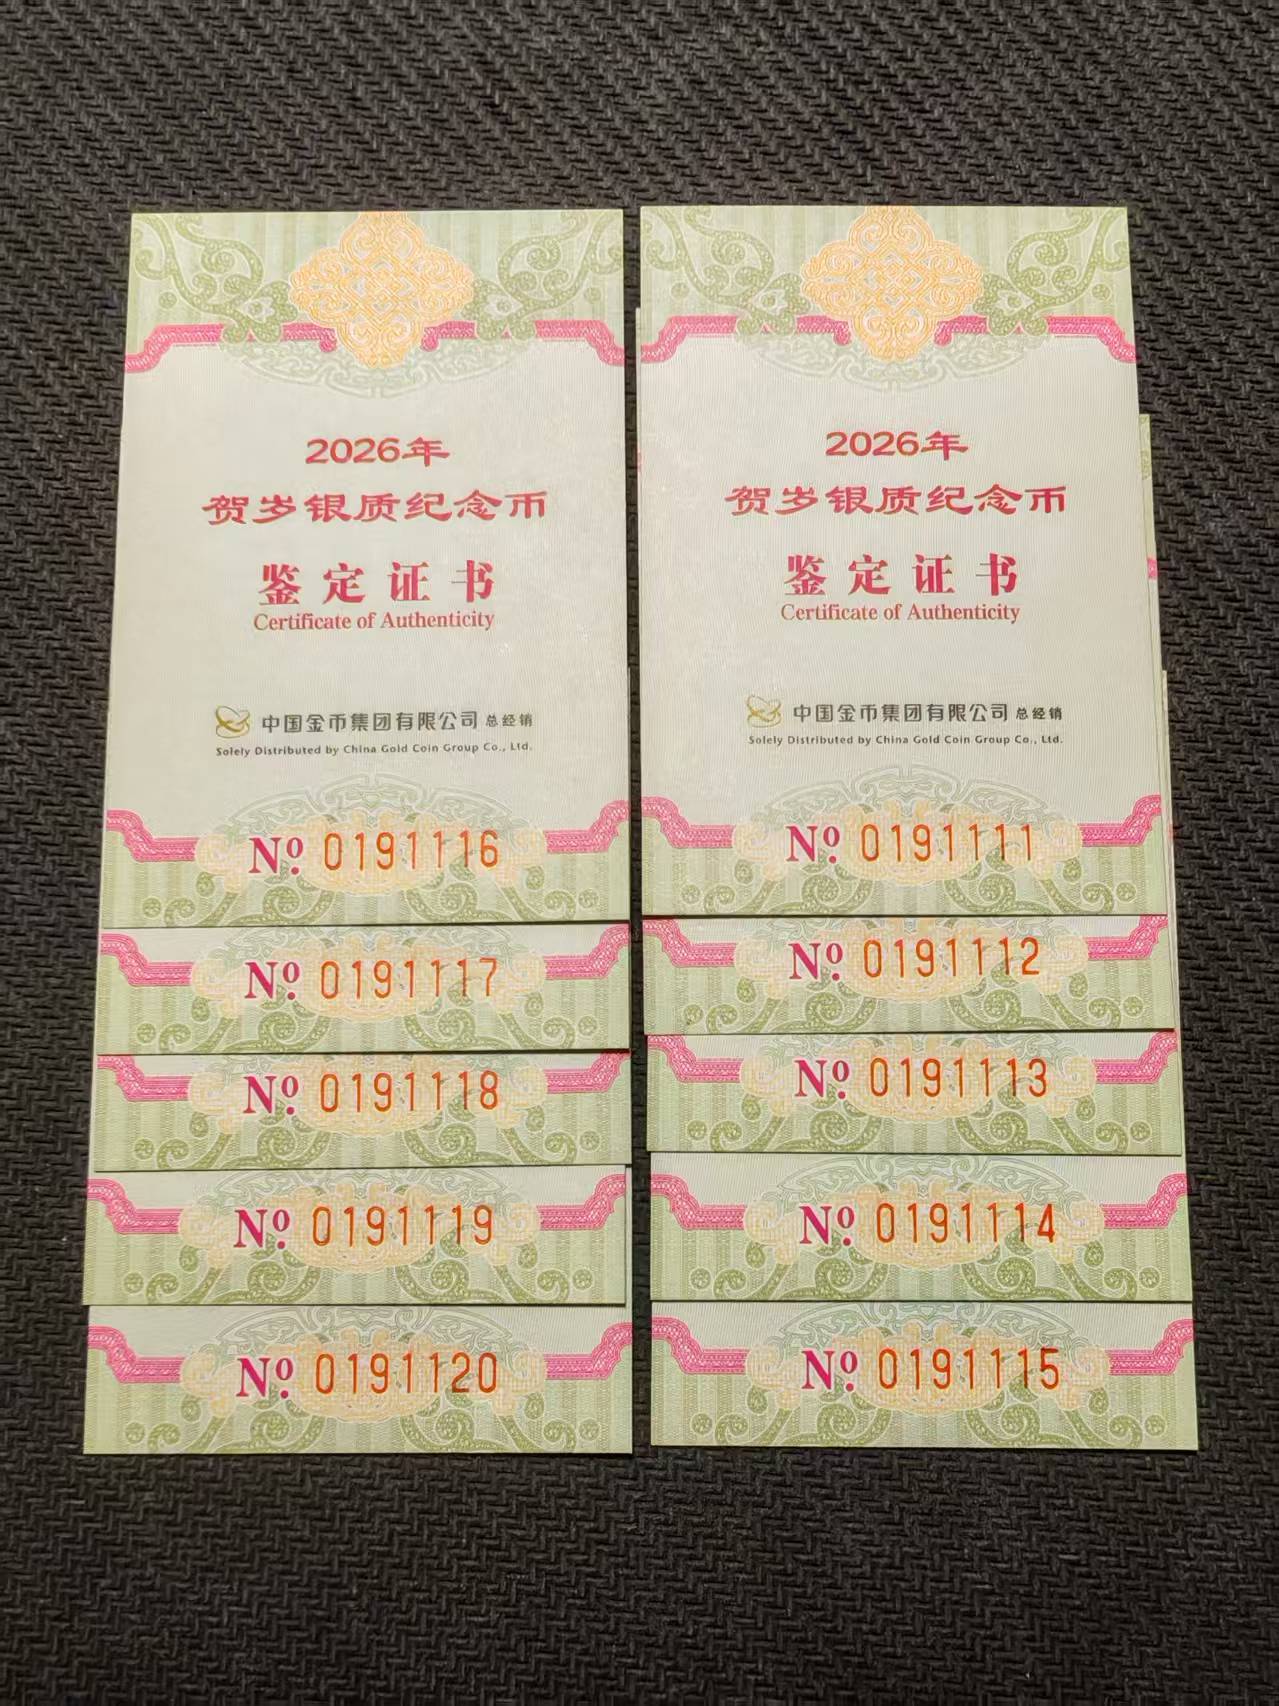 2026年
贺岁银质纪念币
鉴定证书
Certificate of Authenticity
中国金币集团有限公司 总经销
Solely Distributed by China Gold Coin Group Co., Ltd.
Nº. 0191116
Nº. 0191117
Nº. 0191118
Nº. 0191119
Nº. 0191120
2026年
贺岁银质纪念币
鉴定证书
Certificate of Authenticity
中国金币集团有限公司 总经销
Solely Distributed by China Gold Coin Group Co., Ltd.
Nº. 0191111
Nº. 0191112
Nº. 0191113
Nº. 0191114
Nº. 0191115